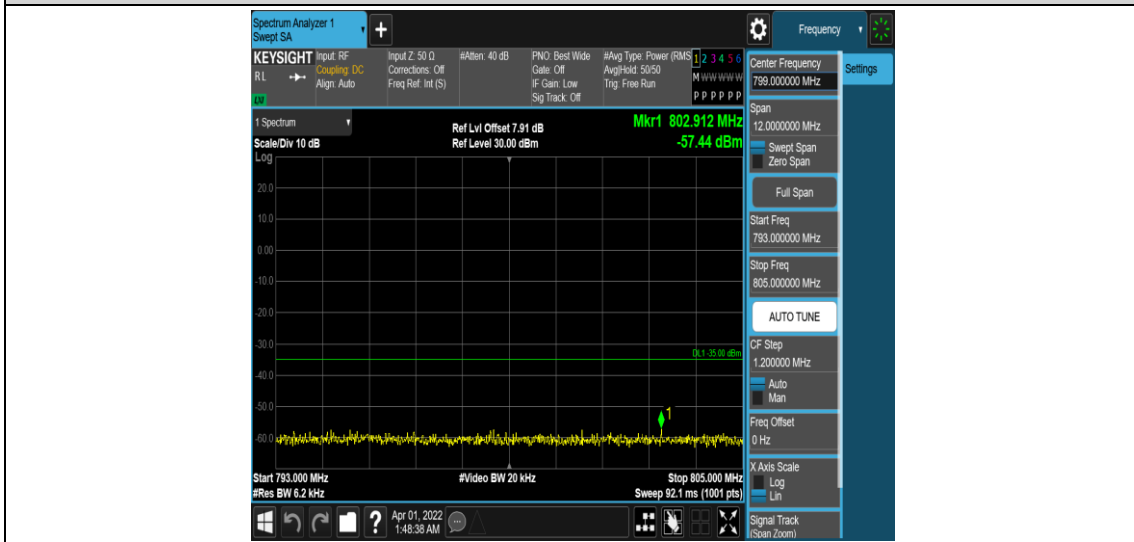 Spectrum Analyzer 1
Swept SA
+
Frequency
KEYSIGHT
RL
LXI
Input: RF
Coupling: DC
Align: Auto
Input Z: 50 Ω
Corrections: Off
Freq Ref: Int (S)
#Atten: 40 dB
PNO: Best Wide
Gate: Off
IF Gain: Low
Sig Track: Off
#Avg Type: Power (RMS
Avg|Hold: 50/50
Trig: Free Run
1 2 3 4 5 6
M W W W W W
P P P P P P
1 Spectrum
Scale/Div 10 dB
Log
Ref Lvl Offset 7.91 dB
Ref Level 30.00 dBm
Mkr1 802.912 MHz
-57.44 dBm
20.0
10.0
0.00
-10.0
-20.0
-30.0
DL1 -35.00 dBm
-40.0
-50.0
1
-60.0
Start 793.000 MHz
#Video BW 20 kHz
Stop 805.000 MHz
#Res BW 6.2 kHz
Sweep 92.1 ms (1001 pts)
?
Apr 01, 2022
1:48:38 AM
Center Frequency
799.000000 MHz
Settings
Span
12.0000000 MHz
Swept Span
Zero Span
Full Span
Start Freq
793.000000 MHz
Stop Freq
805.000000 MHz
AUTO TUNE
CF Step
1.200000 MHz
Auto
Man
Freq Offset
0 Hz
X Axis Scale
Log
Lin
Signal Track
(Span Zoom)